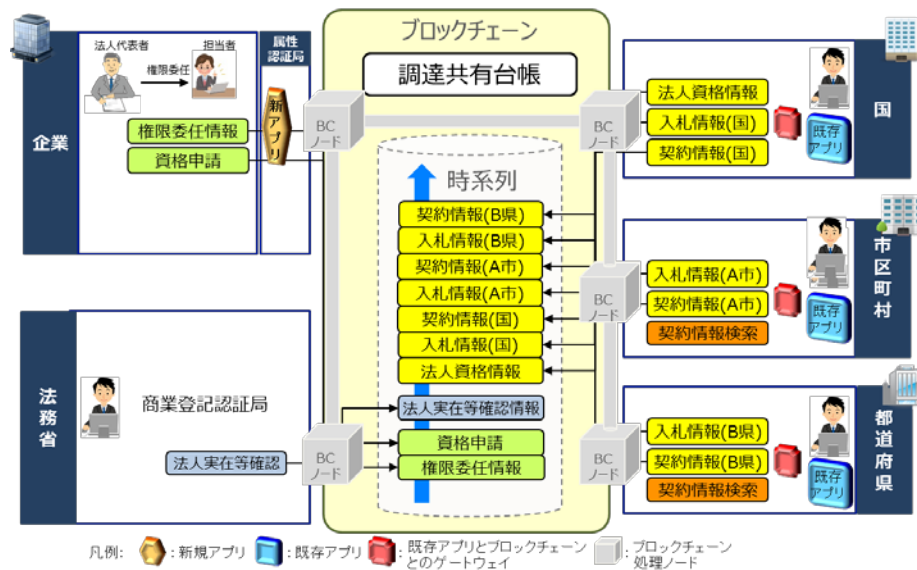 ブロックチェーン
調達共有台帳
企業
法人代表者
担当者
権限委任
属性
認証局
権限委任情報
資格申請
新アプリ
BC
ノード
法務省
商業登記認証局
法人実在等確認
BC
ノード
時系列
契約情報(B県)
入札情報(B県)
契約情報(A市)
入札情報(A市)
契約情報(国)
入札情報(国)
法人資格情報
法人実在等確認情報
資格申請
権限委任情報
BC
ノード
法人資格情報
入札情報(国)
契約情報(国)
既存
アプリ
国
BC
ノード
入札情報(A市)
契約情報(A市)
契約情報検索
既存
アプリ
市区町村
BC
ノード
入札情報(B県)
契約情報(B県)
契約情報検索
既存
アプリ
都道府県
凡例:
:新規アプリ
:既存アプリ
:既存アプリとブロックチェーン
とのゲートウェイ
:ブロックチェーン
処理ノード